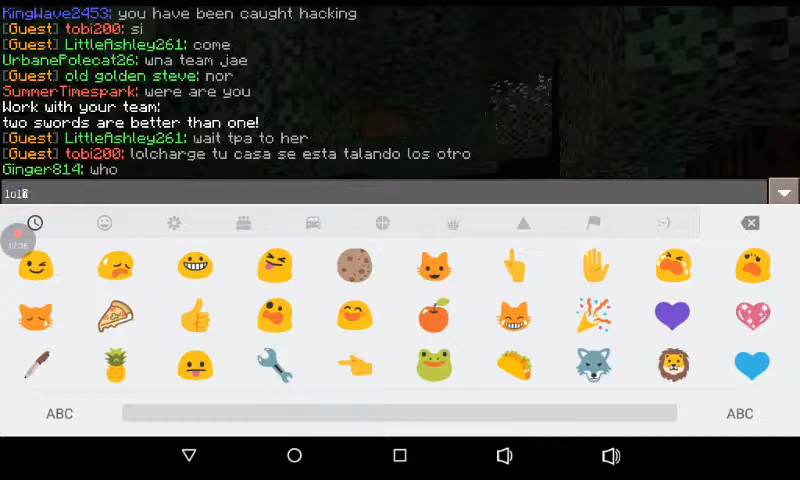 KingWave2453: you have been caught hacking
[Guest] tobi200: si
[Guest] LittleAshley261: come
UrbanePolecat26: wna team jae
[Guest] old golden steve: nor
SummerTimespark: were are you
Work with your team:
two swords are better than one!
[Guest] LittleAshley261: wait tpa to her
[Guest] tobi200: lolcharge tu casa se esta talando los otro
Ginger814: who
lol
:-)
ABC ABC